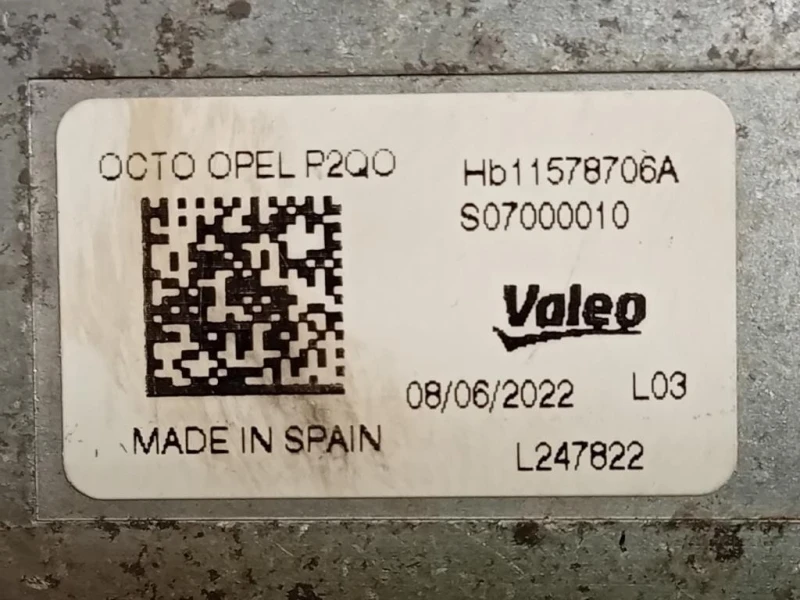 OCTO OPEL P2QO
Hb11578706A
S07000010
Valeo
08/06/2022 L03
MADE IN SPAIN
L247822